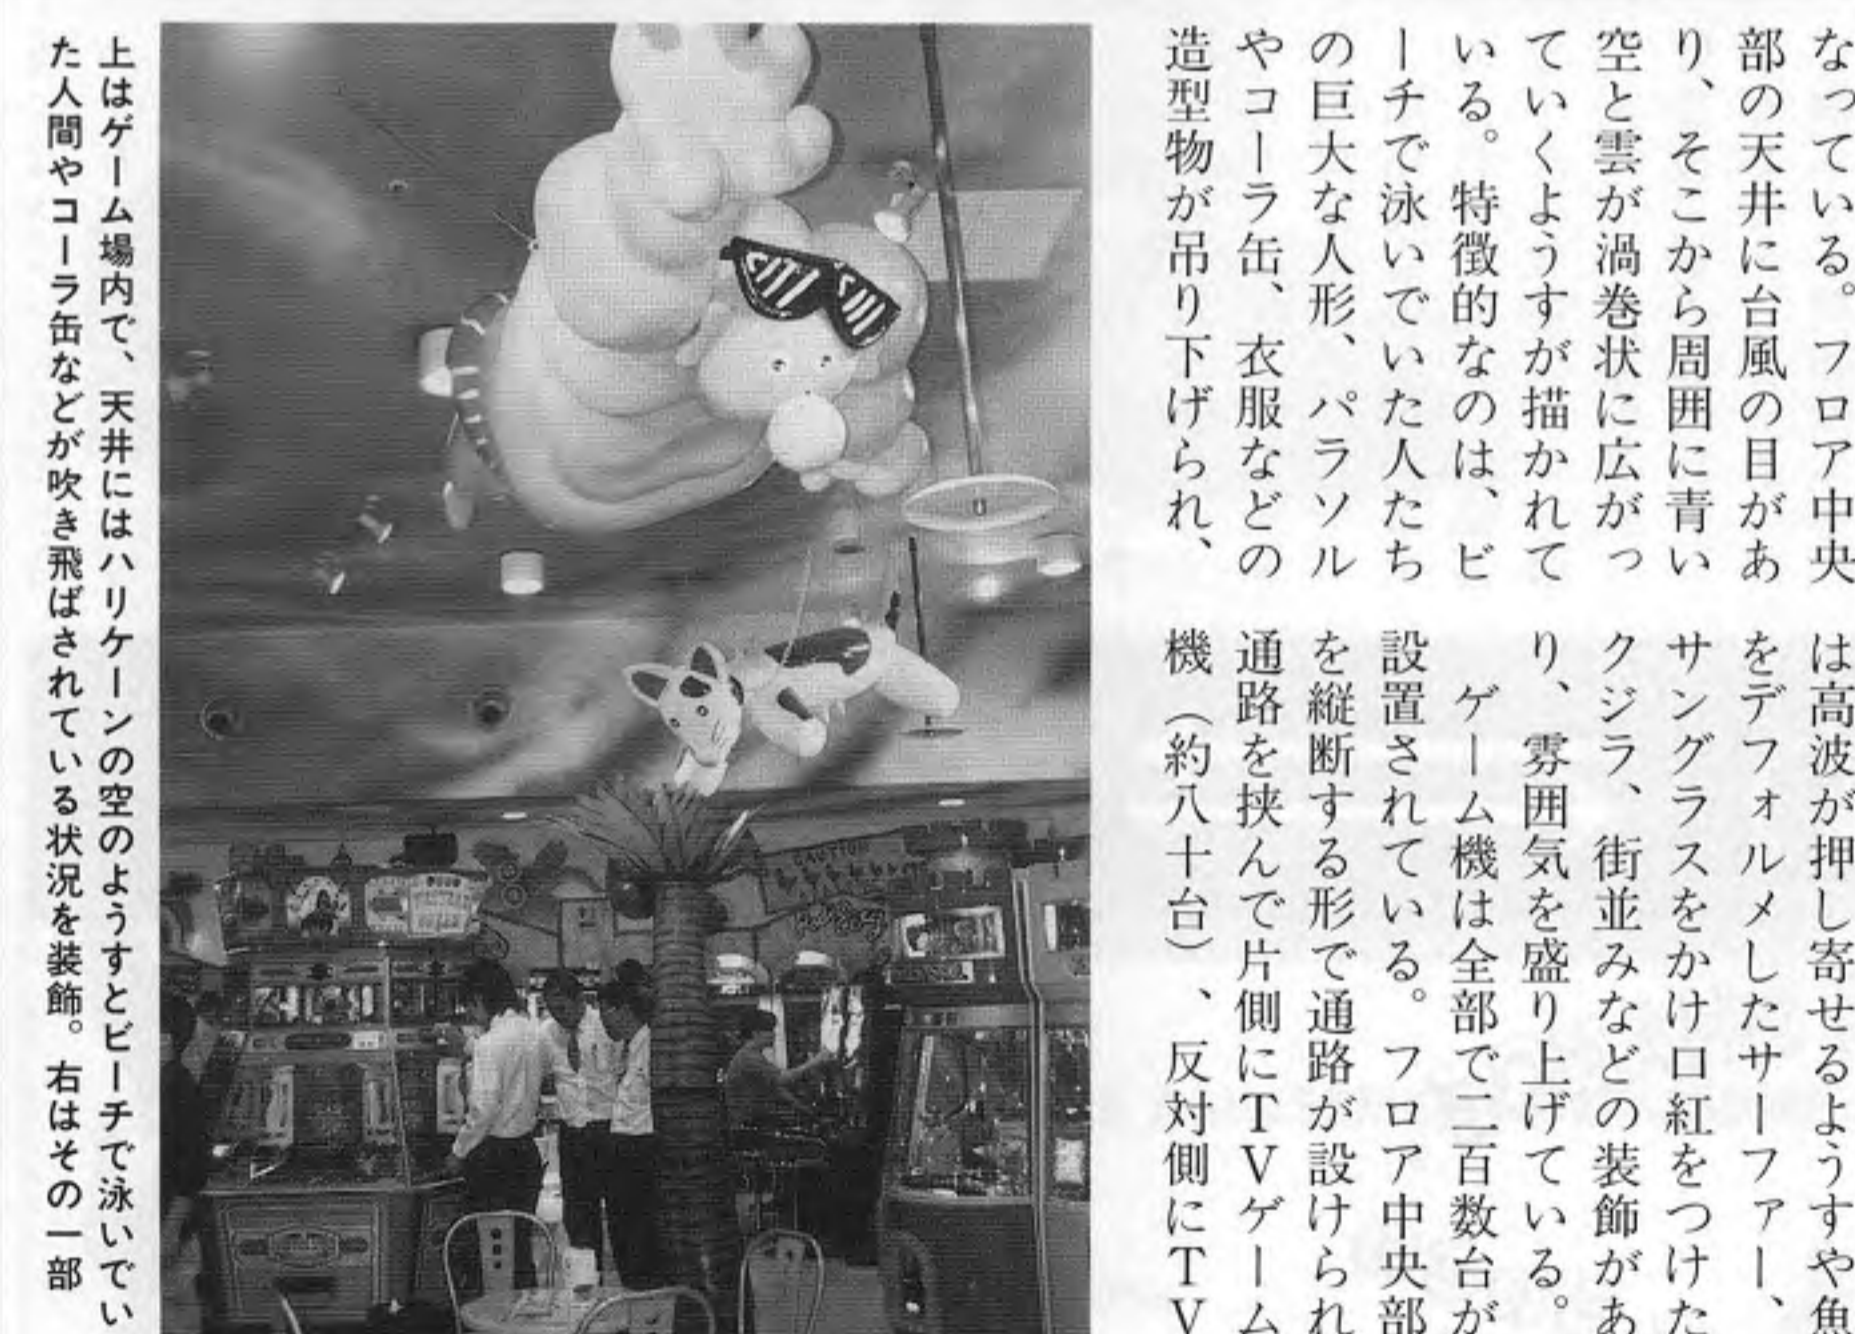 なっている。フロア中央
部の天井に台風の目があ
り、そこから周囲に青い
空と雲が渦巻状に広がっ
ていくようすが描かれて
いる。特徴的なのは、ビ
ーチで泳いでいた人たち
の巨大な人形、パラソル
やコーラ缶、衣服などの
造型物が吊り下げられ、
は高波が押し寄せるようすや魚
をデフォルメしたサーファー、
サングラスをかけ口紅をつけた
クジラ、街並みなどの装飾があ
り、雰囲気を盛り上げている。
ゲーム機は全部で二百数台が
設置されている。フロア中央部
を縦断する形で通路が設けられ
通路を挟んで片側にTVゲーム
機（約八十台）、反対側にTV
CAUTION
上はゲーム場内で、天井にはハリケーンの空のようすとビーチで泳いでい
た人間やコーラ缶などが吹き飛ばされている状況を装飾。右はその一部